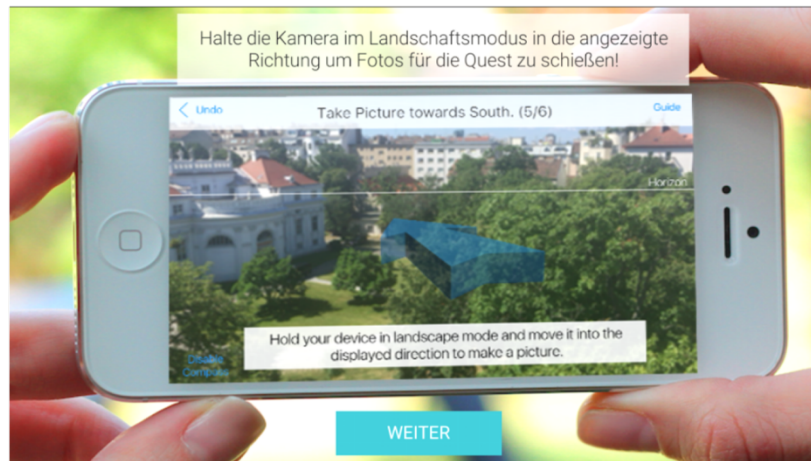 Halte die Kamera im Landschaftsmodus in die angezeigte
Richtung um Fotos für die Quest zu schießen!
Undo
Take Picture towards South. (5/6)
Guide
Horizon
Hold your device in landscape mode and move it into the
displayed direction to make a picture.
Disable
Compass
WEITER